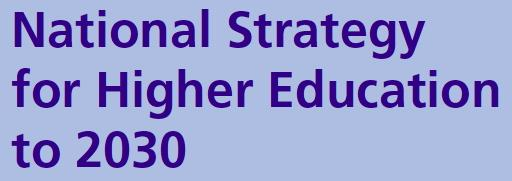 National Strategy
for Higher Education
to 2030